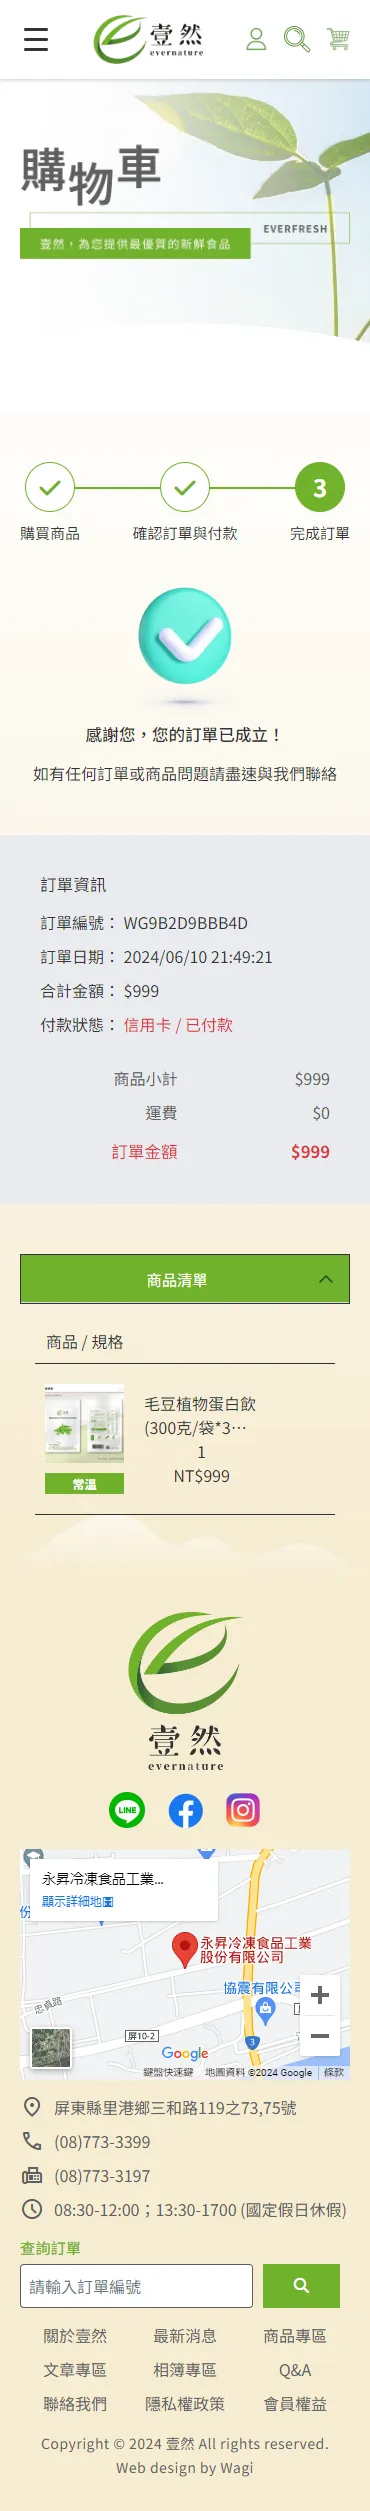 壹然
evernature
購物車
EVERFRESH
壹然，為您提供最優質的新鮮食品
3
購買商品
確認訂單與付款
完成訂單
感謝您，您的訂單已成立！
如有任何訂單或商品問題請盡速與我們聯絡
訂單資訊
訂單編號： WG9B2D9BBB4D
訂單日期： 2024/06/10 21:49:21
合計金額： $999
付款狀態： 信用卡 / 已付款
商品小計 $999
運費 $0
訂單金額 $999
商品清單
商品 / 規格
毛豆植物蛋白飲
(300克/袋*3…
1
NT$999
常溫
壹然
evernature
LINE
永昇冷凍食品工業...
顯示詳細地圖
份
永昇冷凍食品工業
股份有限公司
協震有限公司
忠貞路
屏10-2
3
Google
鍵盤快速鍵 地圖資料 ©2024 Google 條款
屏東縣里港鄉三和路119之73,75號
(08)773-3399
(08)773-3197
08:30-12:00；13:30-1700 (國定假日休假)
查詢訂單
請輸入訂單編號
關於壹然 最新消息 商品專區
文章專區 相簿專區 Q&A
聯絡我們 隱私權政策 會員權益
Copyright © 2024 壹然 All rights reserved.
Web design by Wagi